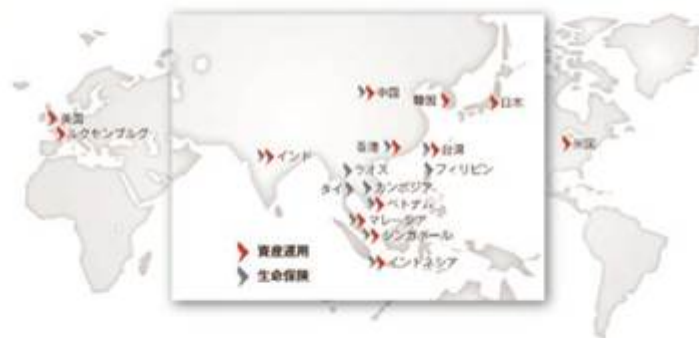 英国
ルクセンブルグ
中国
韓国
日本
インド
香港
台湾
ラオス
フィリピン
タイ
カンボジア
ベトナム
マレーシア
シンガポール
インドネシア
米国
資産運用
生命保険